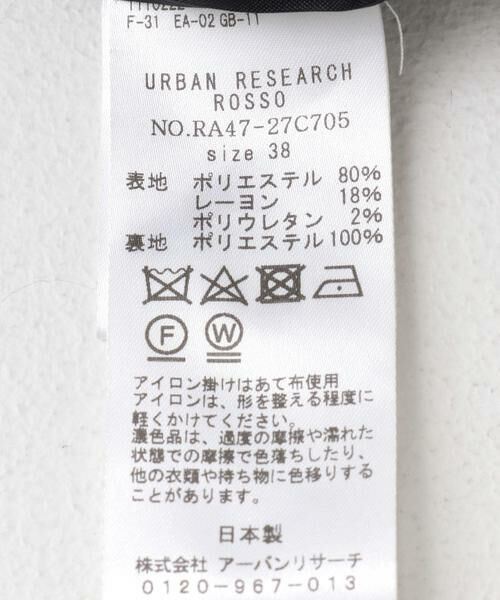 F-31 EA-02 GB-11
URBAN RESEARCH
ROSSO
NO.RA47-27C705
size 38
表地 ポリエステル 80%
レーヨン 18%
ポリウレタン 2%
裏地 ポリエステル 100%
F W
アイロン掛けはあて布使用
アイロンは、形を整える程度に
軽くかけてください。
濃色品は、過度の摩擦や濡れた
状態での摩擦で色落ちしたり、
他の衣類や持ち物に色移りする
ことがあります。
日本製
株式会社 アーバンリサーチ
0120-967-013